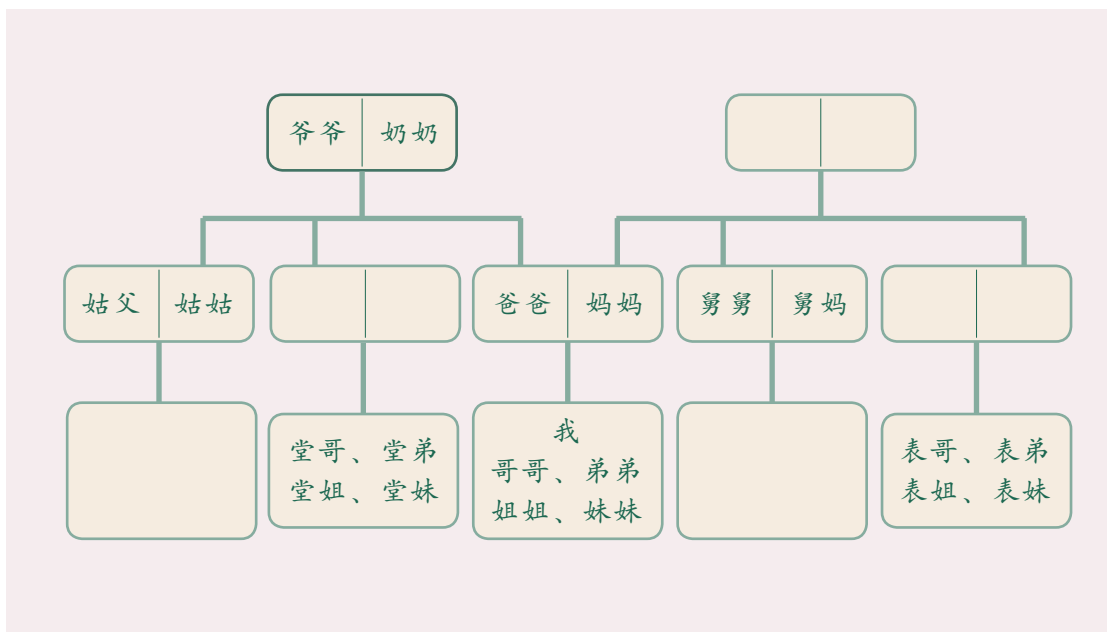 爷爷 奶奶
姑父 姑姑
爸爸 妈妈
舅舅 舅妈
堂哥、堂弟
堂姐、堂妹
我
哥哥、弟弟
姐姐、妹妹
表哥、表弟
表姐、表妹